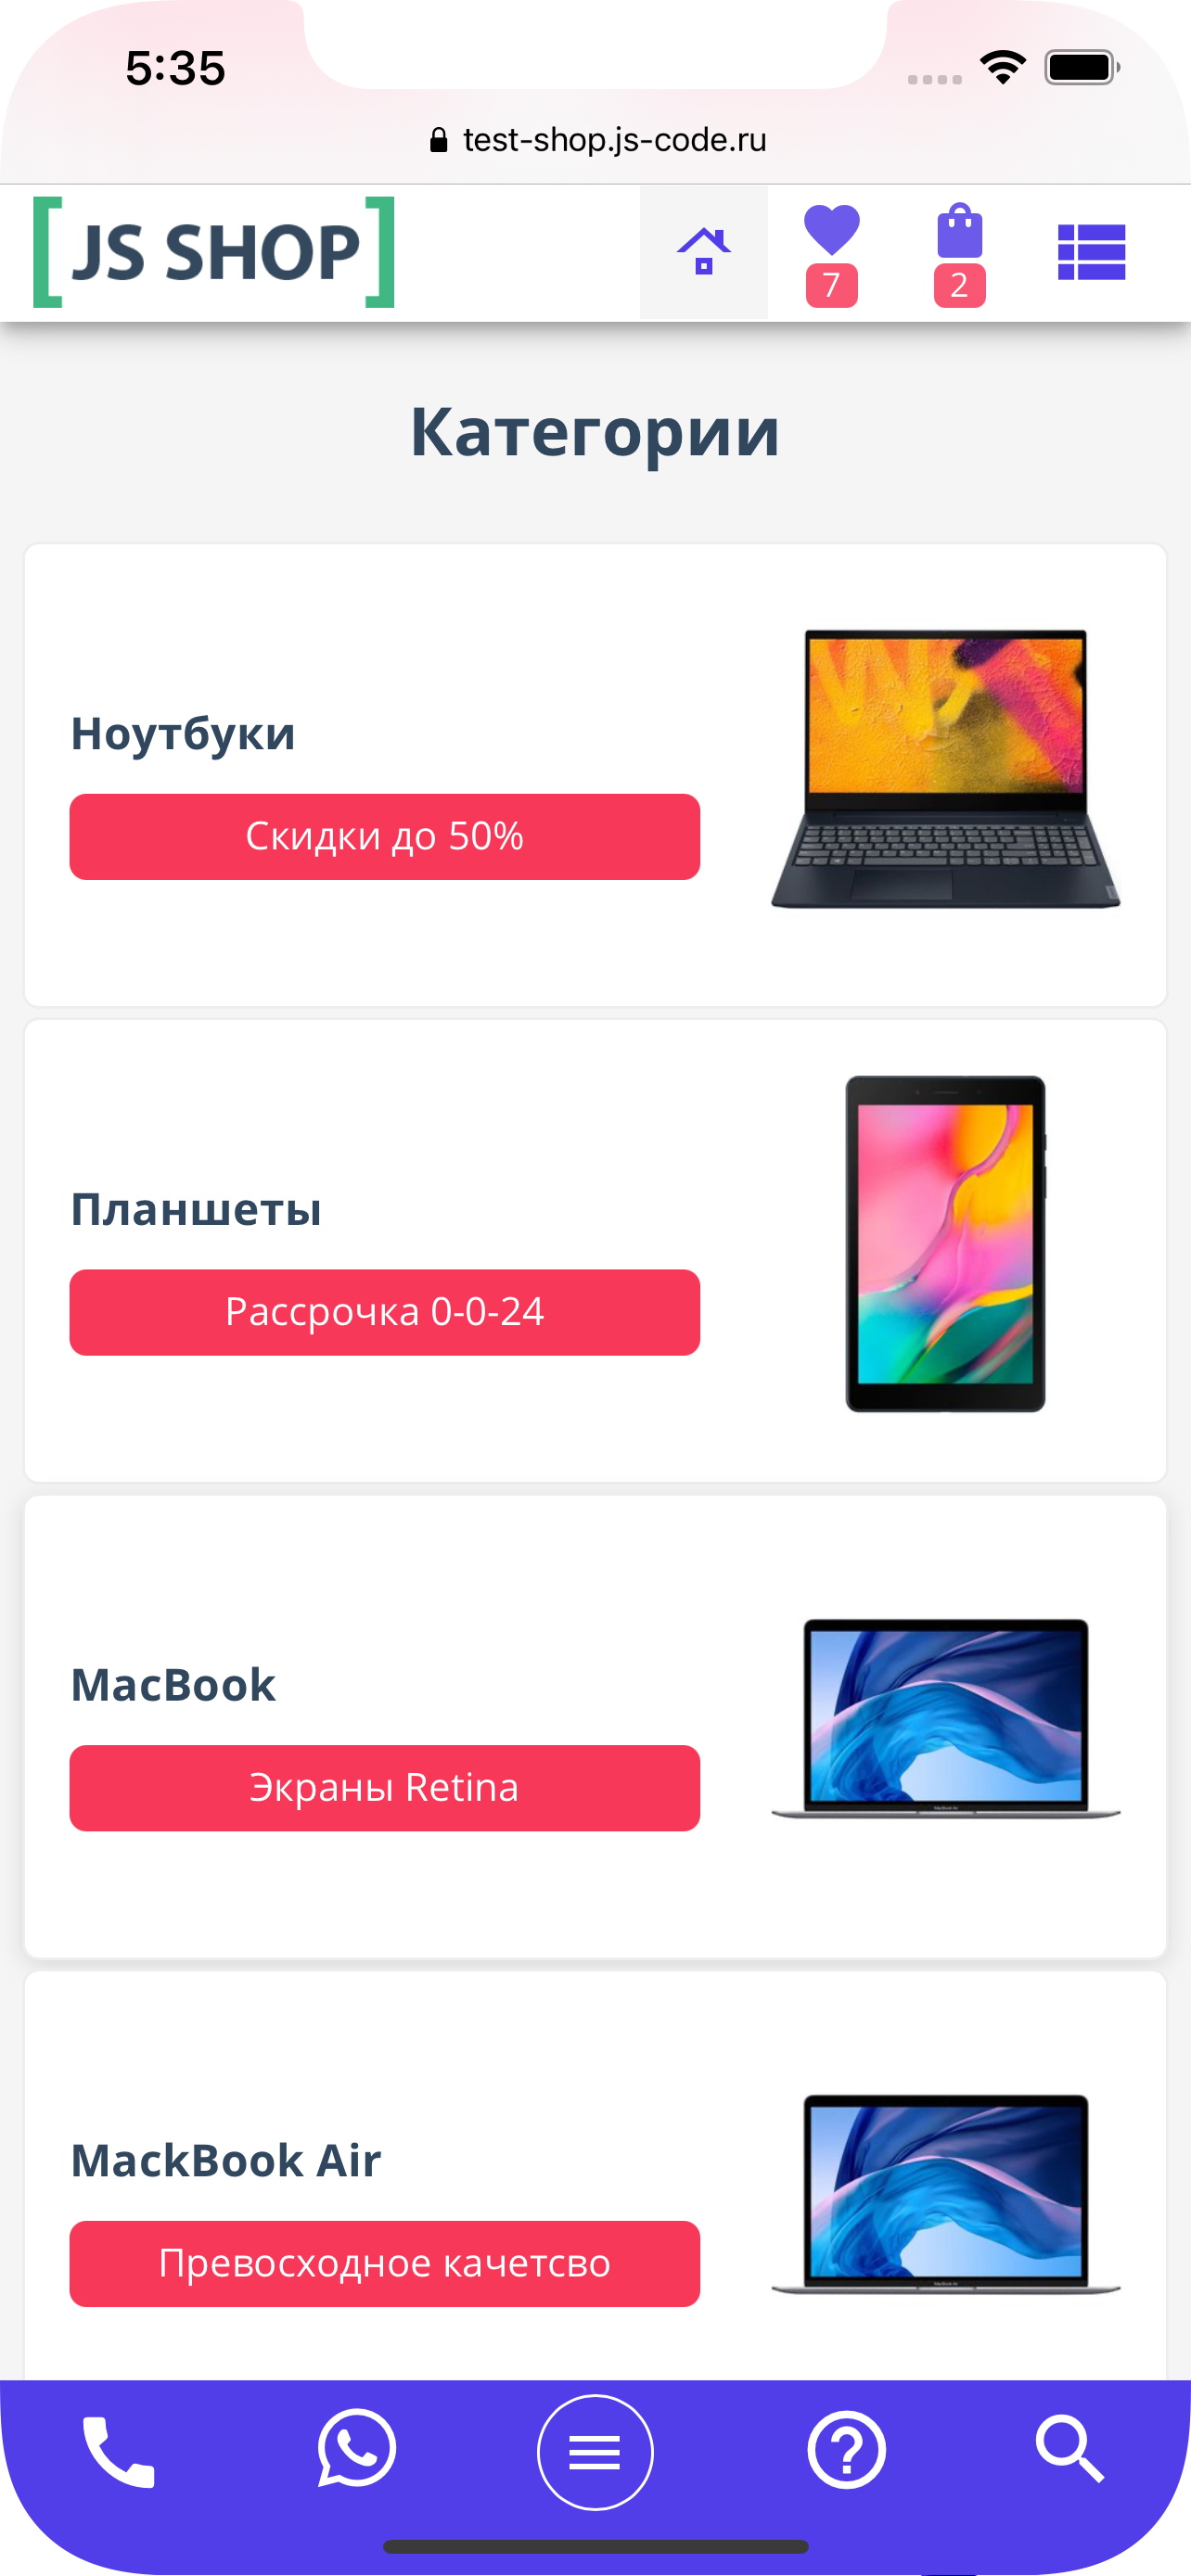 5:35
test-shop.js-code.ru
[JS SHOP]
7
2
Категории
Ноутбуки
Скидки до 50%
Планшеты
Рассрочка 0-0-24
MacBook
Экраны Retina
MackBook Air
Превосходное качетсво